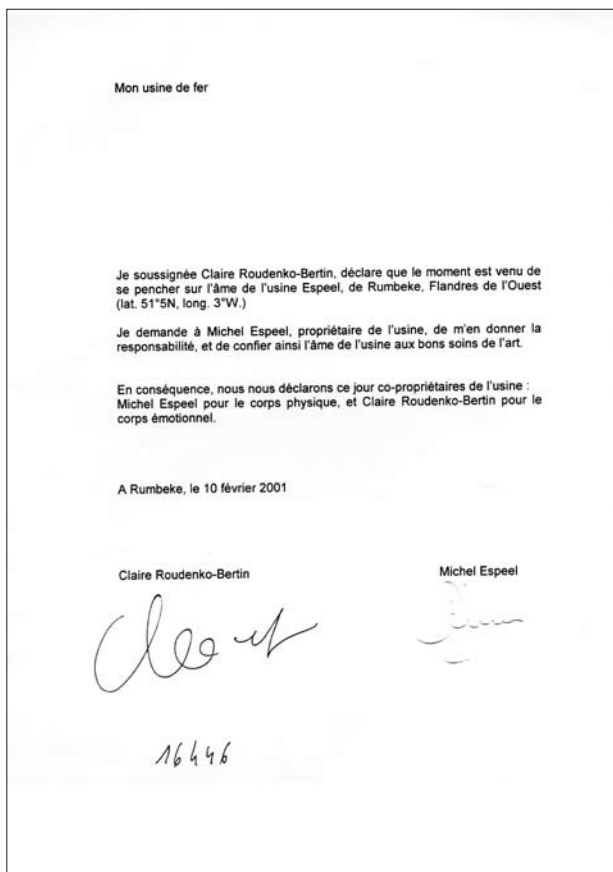 Mon usine de fer
Je soussignée Claire Roudenko-Bertin, déclare que le moment est venu de
se pencher sur l'âme de l'usine Espeel, de Rumbeke, Flandres de l'Ouest
(lat. 51°5N, long. 3°W.)
Je demande à Michel Espeel, propriétaire de l'usine, de m'en donner la
responsabilité, et de confier ainsi l'âme de l'usine aux bons soins de l'art.
En conséquence, nous nous déclarons ce jour co-propriétaires de l'usine :
Michel Espeel pour le corps physique, et Claire Roudenko-Bertin pour le
corps émotionnel.
A Rumbeke, le 10 février 2001
Claire Roudenko-Bertin Michel Espeel
16h46